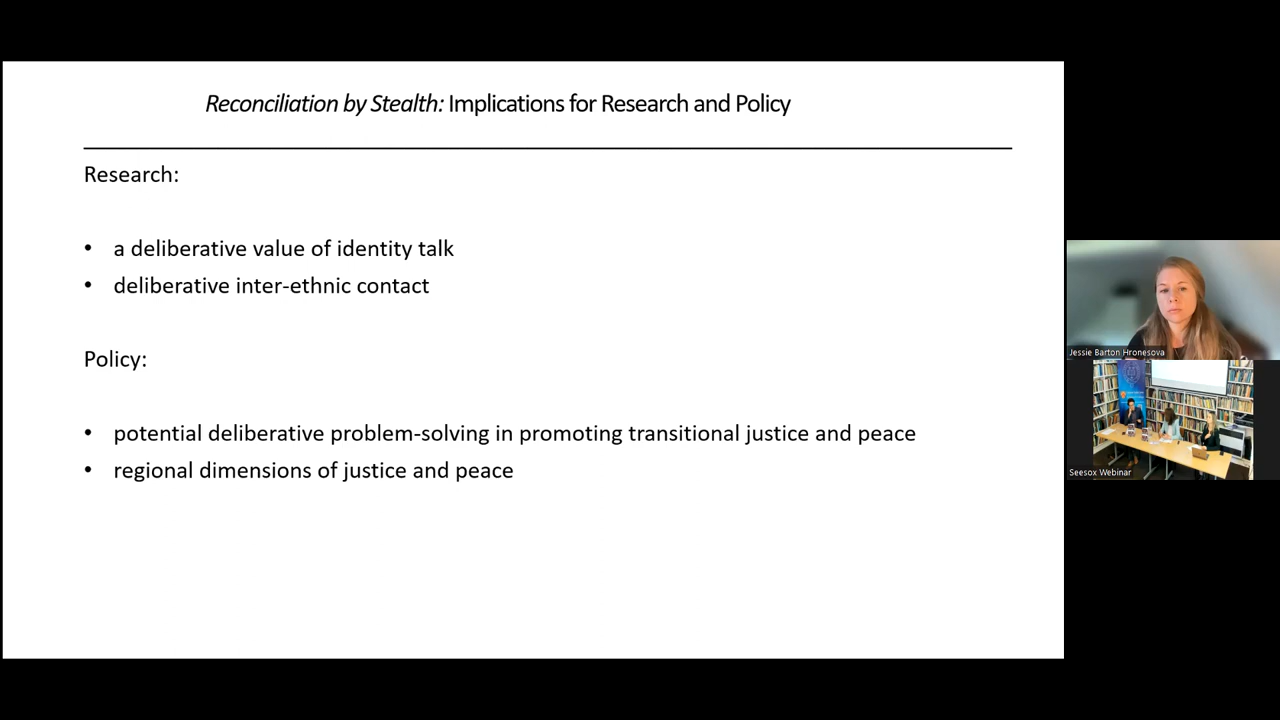 Reconciliation by Stealth: Implications for Research and Policy
Research:
• a deliberative value of identity talk
• deliberative inter-ethnic contact
Policy:
• potential deliberative problem-solving in promoting transitional justice and peace
• regional dimensions of justice and peace
Jessie Barton Hronesova
Seesox Webinar